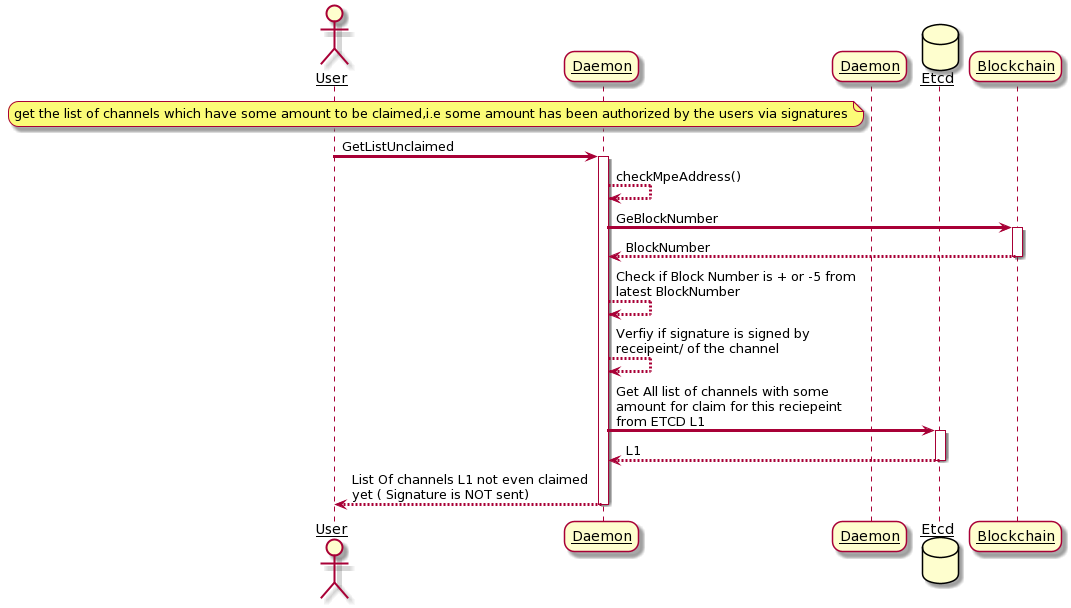 User
Daemon
Daemon
Etcd
Blockchain
get the list of channels which have some amount to be claimed,i.e some amount has been authorized by the users via signatures
GetListUnclaimed
checkMpeAddress()
GeBlockNumber
BlockNumber
Check if Block Number is + or -5 from
latest BlockNumber
Verfiy if signature is signed by
receipeint/ of the channel
Get All list of channels with some
amount for claim for this reciepeint
from ETCD L1
L1
List Of channels L1 not even claimed
yet ( Signature is NOT sent)
User
Daemon
Daemon
Etcd
Blockchain